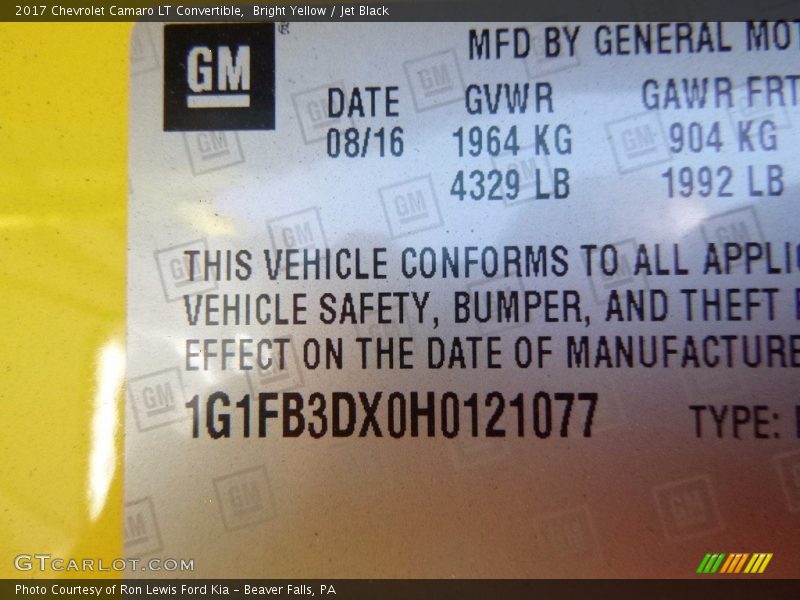 2017 Chevrolet Camaro LT Convertible,  Bright Yellow / Jet Black
GM
MFD BY GENERAL
DATE GVWR GAWR FRT
08/16 1964 KG 904 KG
4329 LB 1992 LB
THIS VEHICLE CONFORMS TO ALL
VEHICLE SAFETY, BUMPER, AND THEFT
EFFECT ON THE DATE OF MANUFACTURE
1G1FB3DX0H0121077 TYPE:
GTCARLOT.COM
Photo Courtesy of Ron Lewis Ford Kia - Beaver Falls, PA